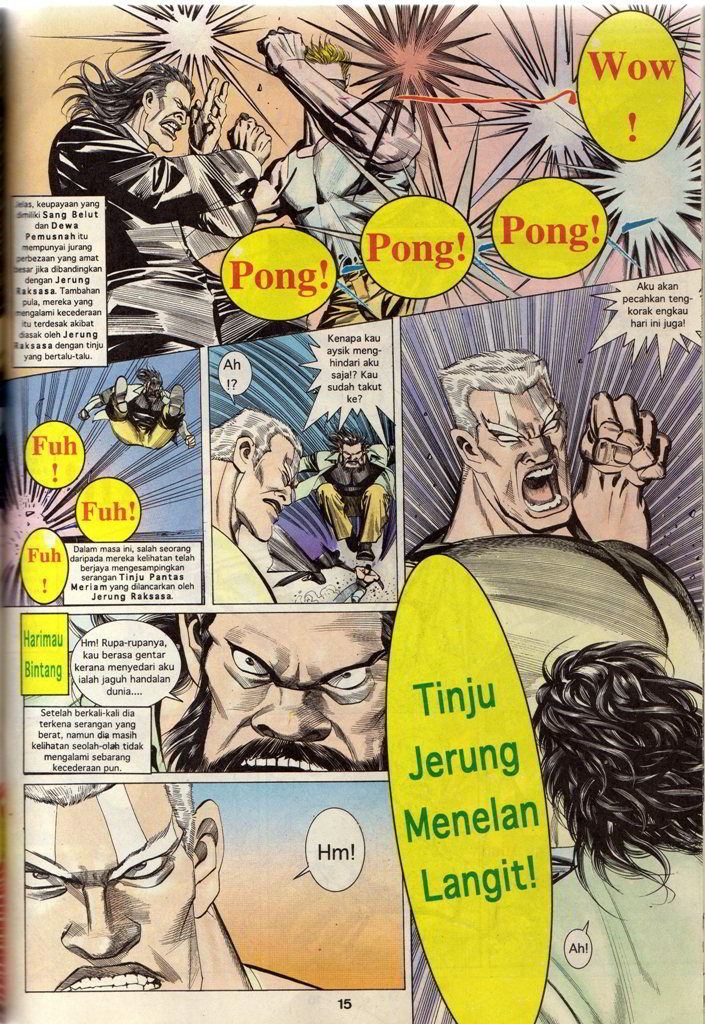 Wow
!
Pong!
Pong!
Pong!
Jelas, keupayaan yang
dimiliki Sang Belut
dan Dewa
Pemusnah itu
mempunyai jurang
perbezaan yang amat
besar jika dibandingkan
dengan Jerung
Raksasa. Tambahan
pula, mereka yang
mengalami kecederaan
itu terdesak akibat
diasak oleh Jerung
Raksasa dengan tinju
yang bertalu-talu.
Aku akan
pecahkan teng-
korak engkau
hari ini juga!
Fuh
!
Fuh!
Fuh
!
Dalam masa ini, salah seorang
daripada mereka kelihatan telah
berjaya mengesampingkan
serangan Tinju Pantas
Meriam yang dilancarkan oleh
Jerung Raksasa.
Ah
!?
Kenapa kau
aysik meng-
hindari aku
saja!? Kau
sudah takut
ke?
Harimau
Bintang
Hm! Rupa-rupanya,
kau berasa gentar
kerana menyedari aku
ialah jaguh handalan
dunia....
Setelah berkali-kali dia
terkena serangan yang
berat, namun dia masih
kelihatan seolah-olah tidak
mengalami sebarang
kecederaan pun.
Tinju
Jerung
Menelan
Langit!
Hm!
Ah!
15